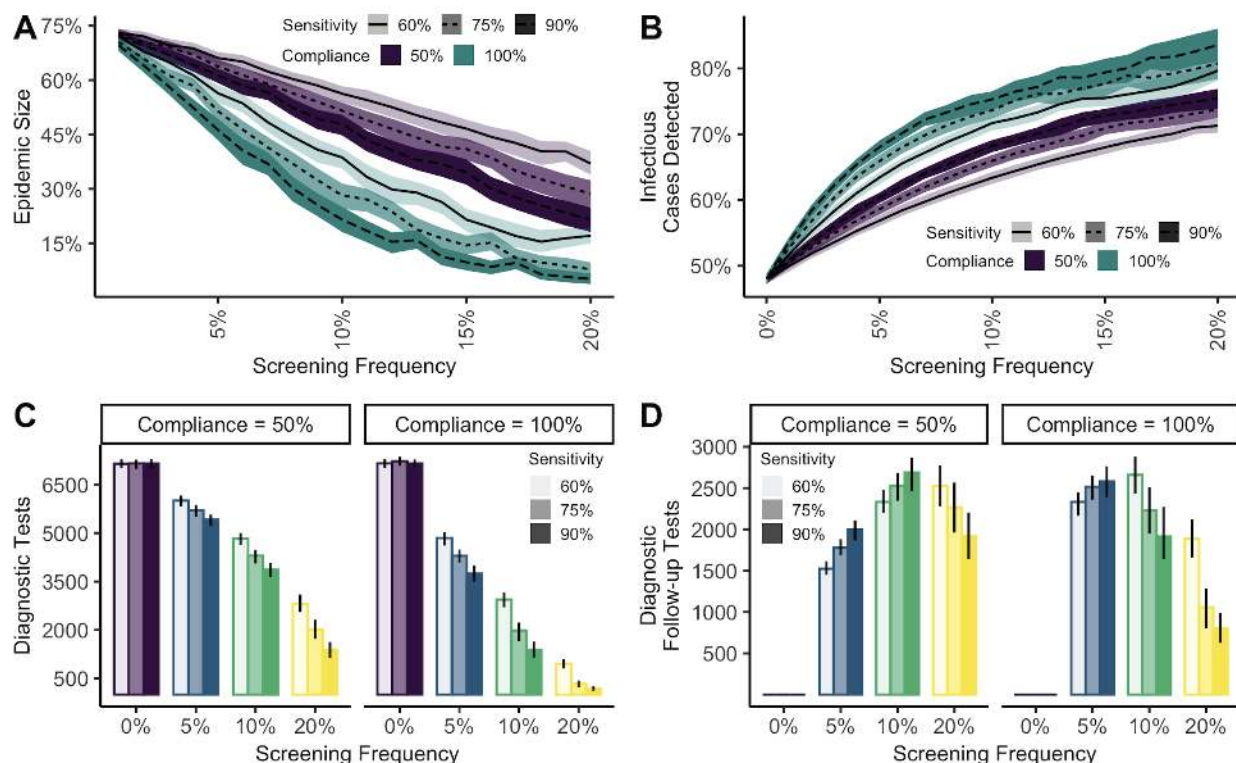 A
Epidemic Size
75%
60%
45%
30%
15%
Sensitivity 60% 75% 90%
Compliance 50% 100%
5%
10%
15%
20%
Screening Frequency
B
Infectious
Cases Detected
80%
70%
60%
50%
Sensitivity 60% 75% 90%
Compliance 50% 100%
0%
5%
10%
15%
20%
Screening Frequency
C
Compliance = 50%
Compliance = 100%
Diagnostic Tests
6500
5000
3500
2000
500
Sensitivity
60%
75%
90%
0% 5% 10% 20%
0% 5% 10% 20%
Screening Frequency
D
Compliance = 50%
Compliance = 100%
Diagnostic
Follow-up Tests
3000
2500
2000
1500
1000
500
Sensitivity
60%
75%
90%
0% 5% 10% 20%
0% 5% 10% 20%
Screening Frequency